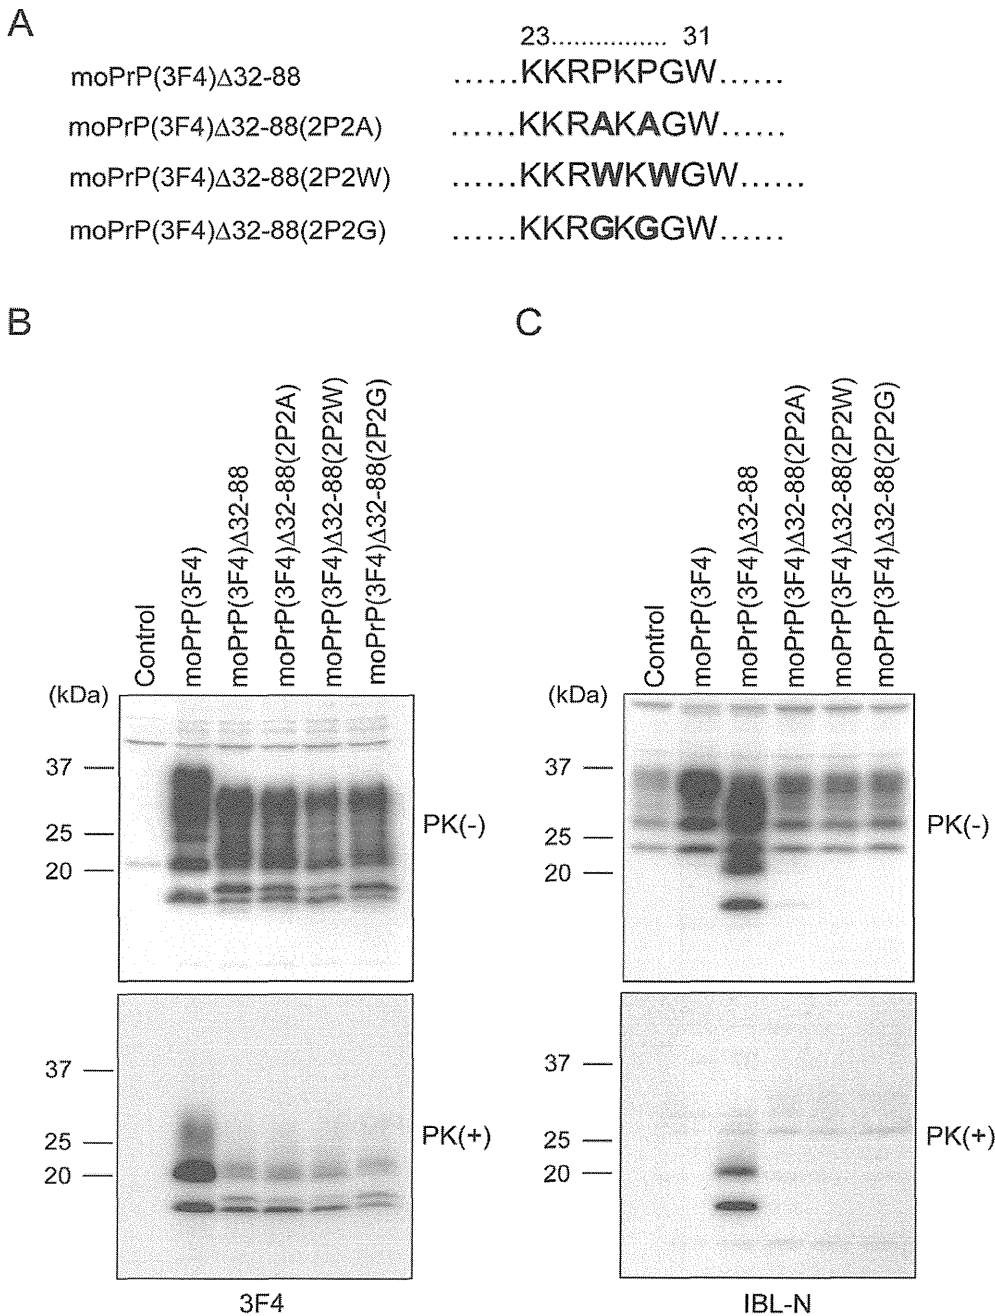 A
23................ 31
moPrP(3F4)Δ32-88 ......KKRPKPGW......
moPrP(3F4)Δ32-88(2P2A) ......KKRAKAGW......
moPrP(3F4)Δ32-88(2P2W) ......KKRWKWGW......
moPrP(3F4)Δ32-88(2P2G) ......KKRGKGGW......
B
Control
moPrP(3F4)
moPrP(3F4)Δ32-88
moPrP(3F4)Δ32-88(2P2A)
moPrP(3F4)Δ32-88(2P2W)
moPrP(3F4)Δ32-88(2P2G)
(kDa)
37
25
20
PK(-)
37
25
20
PK(+)
3F4
C
Control
moPrP(3F4)
moPrP(3F4)Δ32-88
moPrP(3F4)Δ32-88(2P2A)
moPrP(3F4)Δ32-88(2P2W)
moPrP(3F4)Δ32-88(2P2G)
(kDa)
37
25
20
PK(-)
37
25
20
PK(+)
IBL-N